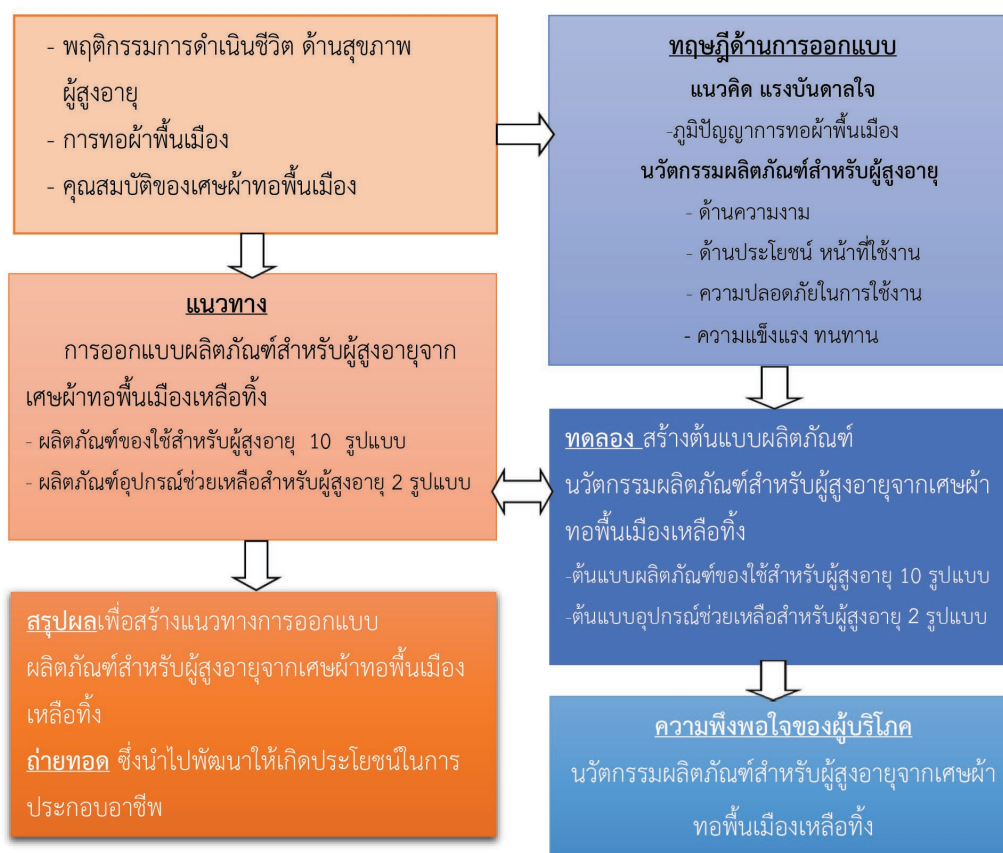 - พฤติกรรมการดำเนินชีวิต ด้านสุขภาพ
ผู้สูงอายุ
- การทอผ้าพื้นเมือง
- คุณสมบัติของเศษผ้าทอพื้นเมือง
ทฤษฎีด้านการออกแบบ
แนวคิด แรงบันดาลใจ
-ภูมิปัญญาการทอผ้าพื้นเมือง
นวัตกรรมผลิตภัณฑ์สำหรับผู้สูงอายุ
- ด้านความงาม
- ด้านประโยชน์ หน้าที่ใช้งาน
- ความปลอดภัยในการใช้งาน
- ความแข็งแรง ทนทาน
แนวทาง
การออกแบบผลิตภัณฑ์สำหรับผู้สูงอายุจาก
เศษผ้าทอพื้นเมืองเหลือทิ้ง
- ผลิตภัณฑ์ของใช้สำหรับผู้สูงอายุ 10 รูปแบบ
- ผลิตภัณฑ์อุปกรณ์ช่วยเหลือสำหรับผู้สูงอายุ 2 รูปแบบ
ทดลอง สร้างต้นแบบผลิตภัณฑ์
นวัตกรรมผลิตภัณฑ์สำหรับผู้สูงอายุจากเศษผ้า
ทอพื้นเมืองเหลือทิ้ง
-ต้นแบบผลิตภัณฑ์ของใช้สำหรับผู้สูงอายุ 10 รูปแบบ
-ต้นแบบอุปกรณ์ช่วยเหลือสำหรับผู้สูงอายุ 2 รูปแบบ
สรุปผลเพื่อสร้างแนวทางการออกแบบ
ผลิตภัณฑ์สำหรับผู้สูงอายุจากเศษผ้าทอพื้นเมือง
เหลือทิ้ง
ถ่ายทอด ซึ่งนำไปพัฒนาให้เกิดประโยชน์ในการ
ประกอบอาชีพ
ความพึงพอใจของผู้บริโภค
นวัตกรรมผลิตภัณฑ์สำหรับผู้สูงอายุจากเศษผ้า
ทอพื้นเมืองเหลือทิ้ง